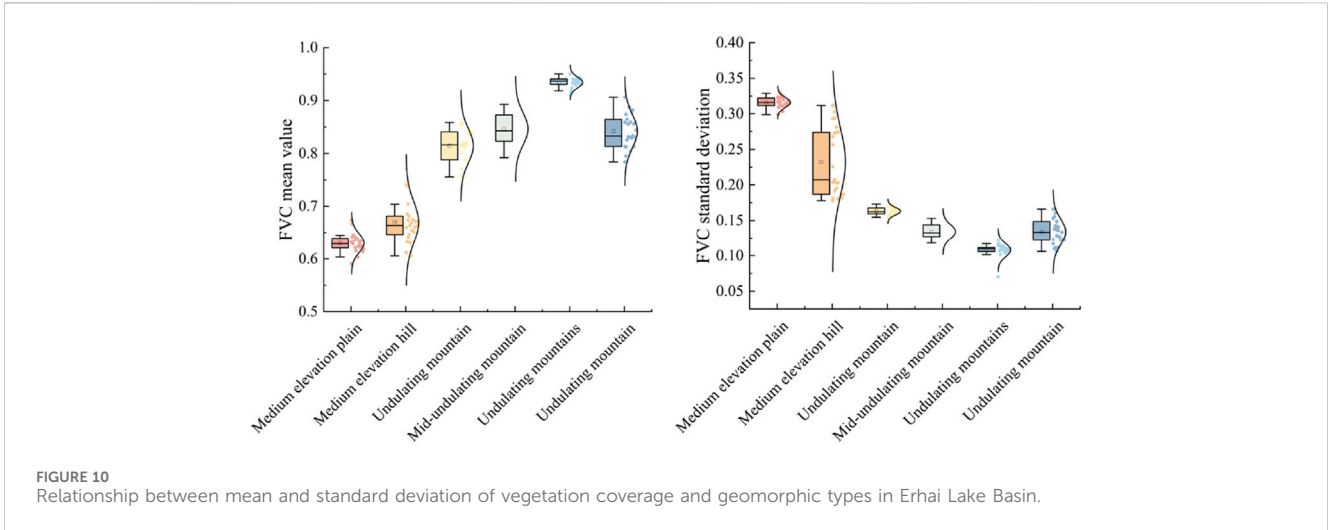 1.0
0.9
0.8
0.7
0.6
0.5
FVC mean value
Medium elevation plain
Medium elevation hill
Undulating mountain
Mid-undulating mountain
Undulating mountains
Undulating mountain
0.40
0.35
0.30
0.25
0.20
0.15
0.10
0.05
FVC standard deviation
Medium elevation plain
Medium elevation hill
Undulating mountain
Mid-undulating mountain
Undulating mountains
Undulating mountain
FIGURE 10
Relationship between mean and standard deviation of vegetation coverage and geomorphic types in Erhai Lake Basin.